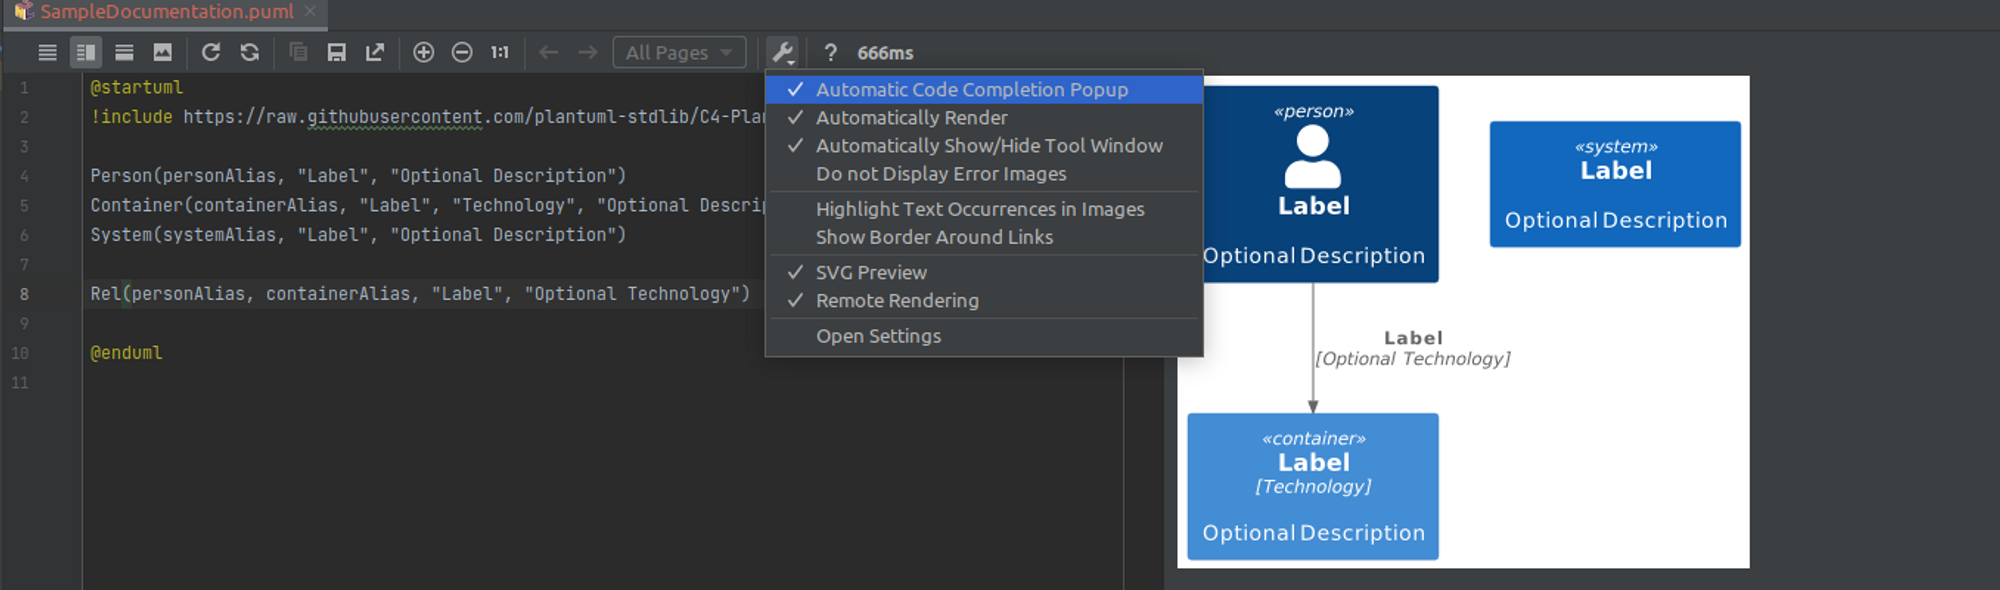 SampleDocumentation.puml
1:1
All Pages
?
666ms
1 @startuml
2 !include https://raw.githubusercontent.com/plantuml-stdlib/C4-Plan
3
4 Person(personAlias, "Label", "Optional Description")
5 Container(containerAlias, "Label", "Technology", "Optional Descrip
6 System(systemAlias, "Label", "Optional Description")
7
8 Rel(personAlias, containerAlias, "Label", "Optional Technology")
9
10 @enduml
11
Automatic Code Completion Popup
Automatically Render
Automatically Show/Hide Tool Window
Do not Display Error Images
Highlight Text Occurrences in Images
Show Border Around Links
SVG Preview
Remote Rendering
Open Settings
«person»
Label
Optional Description
«system»
Label
Optional Description
Label
[Optional Technology]
«container»
Label
[Technology]
Optional Description